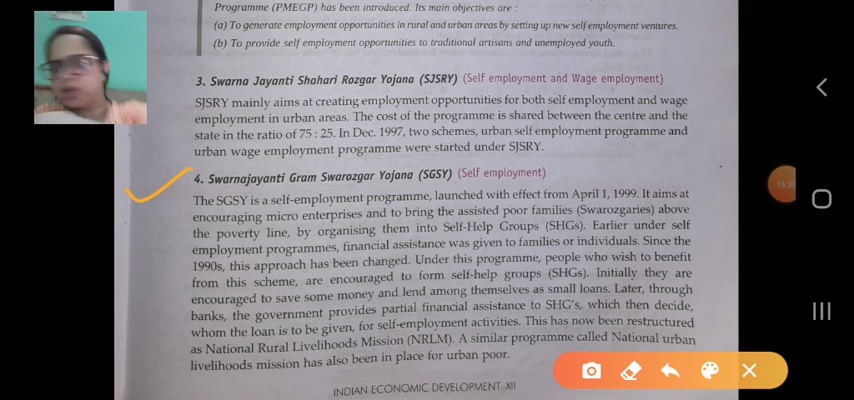 Programme (PMEGP) has been introduced. Its main objectives are :
(a) To generate employment opportunities in rural and urban areas by setting up new self employment ventures.
(b) To provide self employment opportunities to traditional artisans and unemployed youth.
3. Swarna Jayanti Shahari Rozgar Yojana (SJSRY) (Self employment and Wage employment)
SJSRY mainly aims at creating employment opportunities for both self employment and wage
employment in urban areas. The cost of the programme is shared between the centre and the
state in the ratio of 75 : 25. In Dec. 1997, two schemes, urban self employment programme and
urban wage employment programme were started under SJSRY.
4. Swarnajayanti Gram Swarozgar Yojana (SGSY) (Self employment)
The SGSY is a self-employment programme, launched with effect from April 1, 1999. It aims at
encouraging micro enterprises and to bring the assisted poor families (Swarozgaries) above
the poverty line, by organising them into Self-Help Groups (SHGs). Earlier under self
employment programmes, financial assistance was given to families or individuals. Since the
1990s, this approach has been changed. Under this programme, people who wish to benefit
from this scheme, are encouraged to form self-help groups (SHGs). Initially they are
encouraged to save some money and lend among themselves as small loans. Later, through
banks, the government provides partial financial assistance to SHG's, which then decide,
whom the loan is to be given, for self-employment activities. This has now been restructured
as National Rural Livelihoods Mission (NRLM). A similar programme called National urban
livelihoods mission has also been in place for urban poor.
INDIAN ECONOMIC DEVELOPMENT-XII